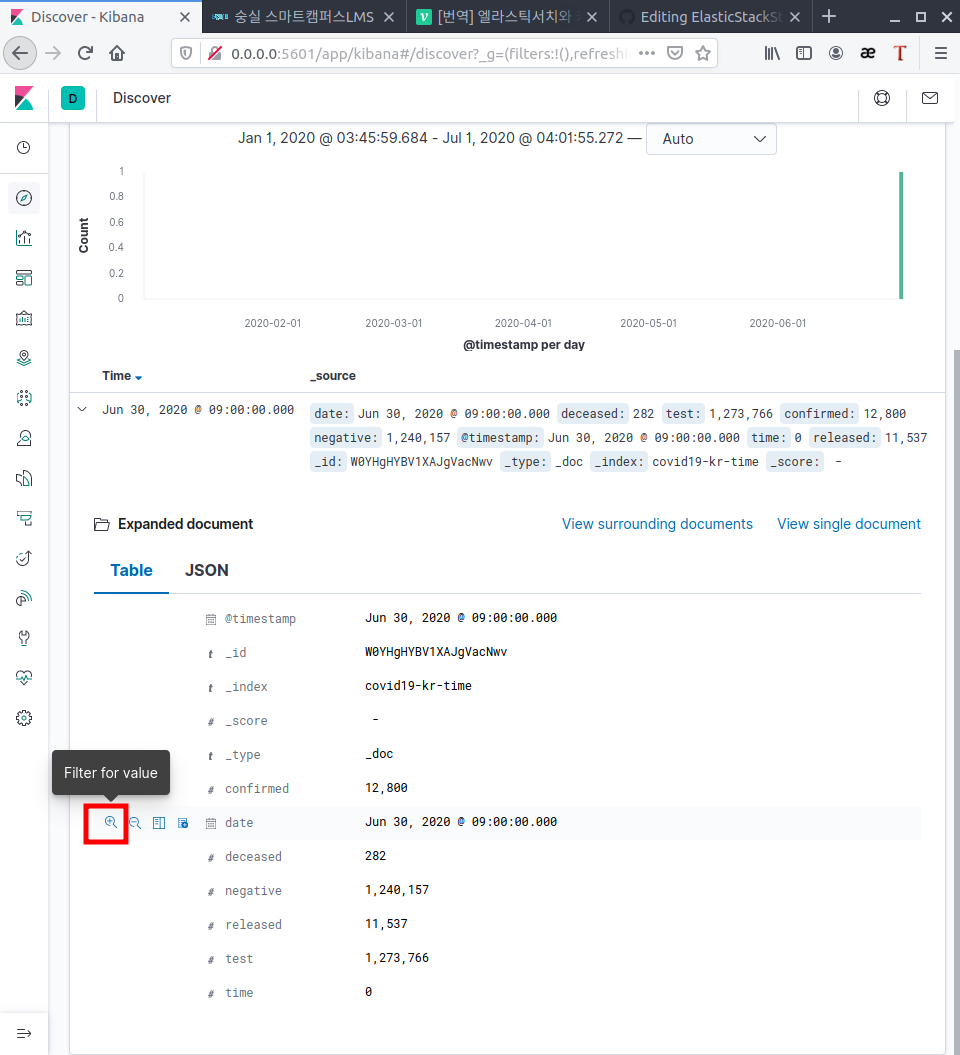 Discover - Kibana
숭실 스마트캠퍼스LMS
[번역] 엘라스틱서치와
Editing ElasticStackS
0.0.0.0:5601/app/kibana#/discover?_g=(filters:!(),refresh
D
Discover
Jan 1, 2020 @ 03:45:59.684 - Jul 1, 2020 @ 04:01:55.272 — Auto
Count
1
0.8
0.6
0.4
0.2
0
2020-02-01 2020-03-01 2020-04-01 2020-05-01 2020-06-01
@timestamp per day
Time _source
Jun 30, 2020 @ 09:00:00.000 date: Jun 30, 2020 @ 09:00:00.000 deceased: 282 test: 1,273,766 confirmed: 12,800
negative: 1,240,157 @timestamp: Jun 30, 2020 @ 09:00:00.000 time: 0 released: 11,537
_id: W0YHgHYBV1XAJgVacNwv _type: _doc _index: covid19-kr-time _score: -
Expanded document View surrounding documents View single document
Table JSON
@timestamp Jun 30, 2020 @ 09:00:00.000
t _id W0YHgHYBV1XAJgVacNwv
t _index covid19-kr-time
# _score -
t _type _doc
Filter for value
# confirmed 12,800
date Jun 30, 2020 @ 09:00:00.000
# deceased 282
# negative 1,240,157
# released 11,537
# test 1,273,766
# time 0